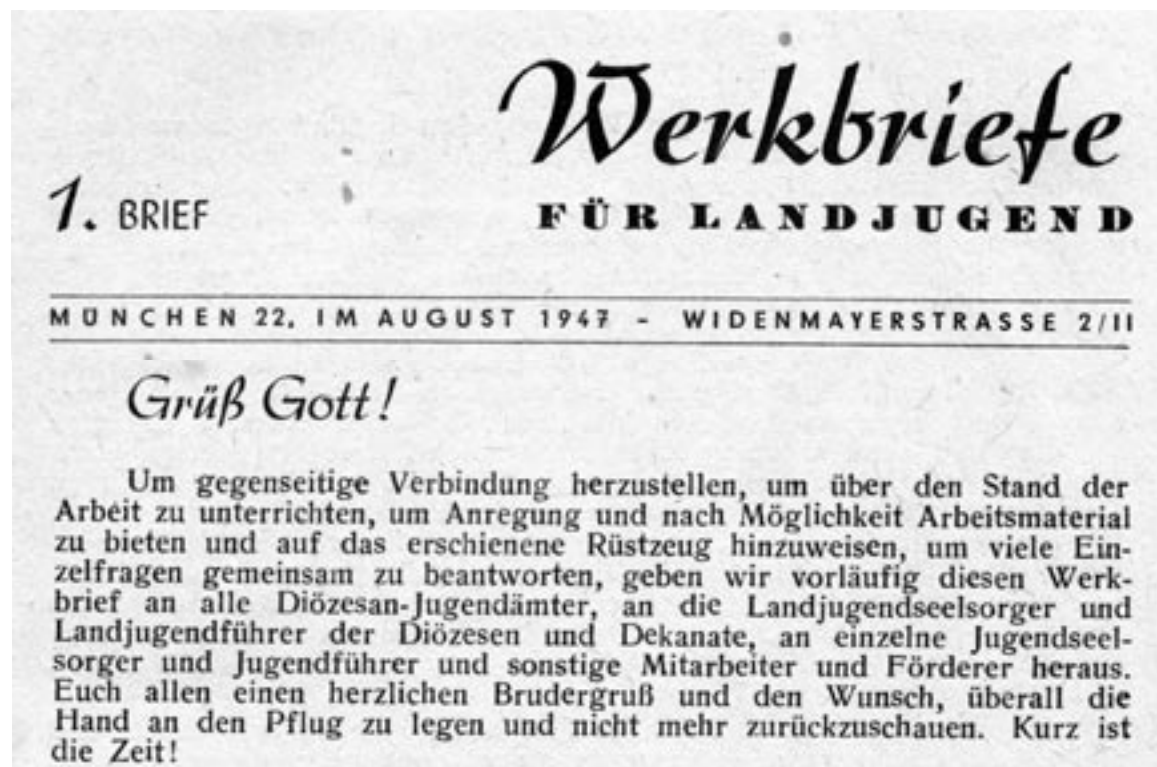 Werkbriefe
1. BRIEF
FÜR LANDJUGEND
MÜNCHEN 22, IM AUGUST 1947 - WIDENMAYERSTRASSE 2/II
Grüß Gott!
Um gegenseitige Verbindung herzustellen, um über den Stand der
Arbeit zu unterrichten, um Anregung und nach Möglichkeit Arbeitsmaterial
zu bieten und auf das erschienene Rüstzeug hinzuweisen, um viele Ein-
zelfragen gemeinsam zu beantworten, geben wir vorläufig diesen Werk-
brief an alle Diözesan-Jugendämter, an die Landjugendseelsorger und
Landjugendführer der Diözesen und Dekanate, an einzelne Jugendseel-
sorger und Jugendführer und sonstige Mitarbeiter und Förderer heraus.
Euch allen einen herzlichen Brudergruß und den Wunsch, überall die
Hand an den Pflug zu legen und nicht mehr zurückzuschauen. Kurz ist
die Zeit!